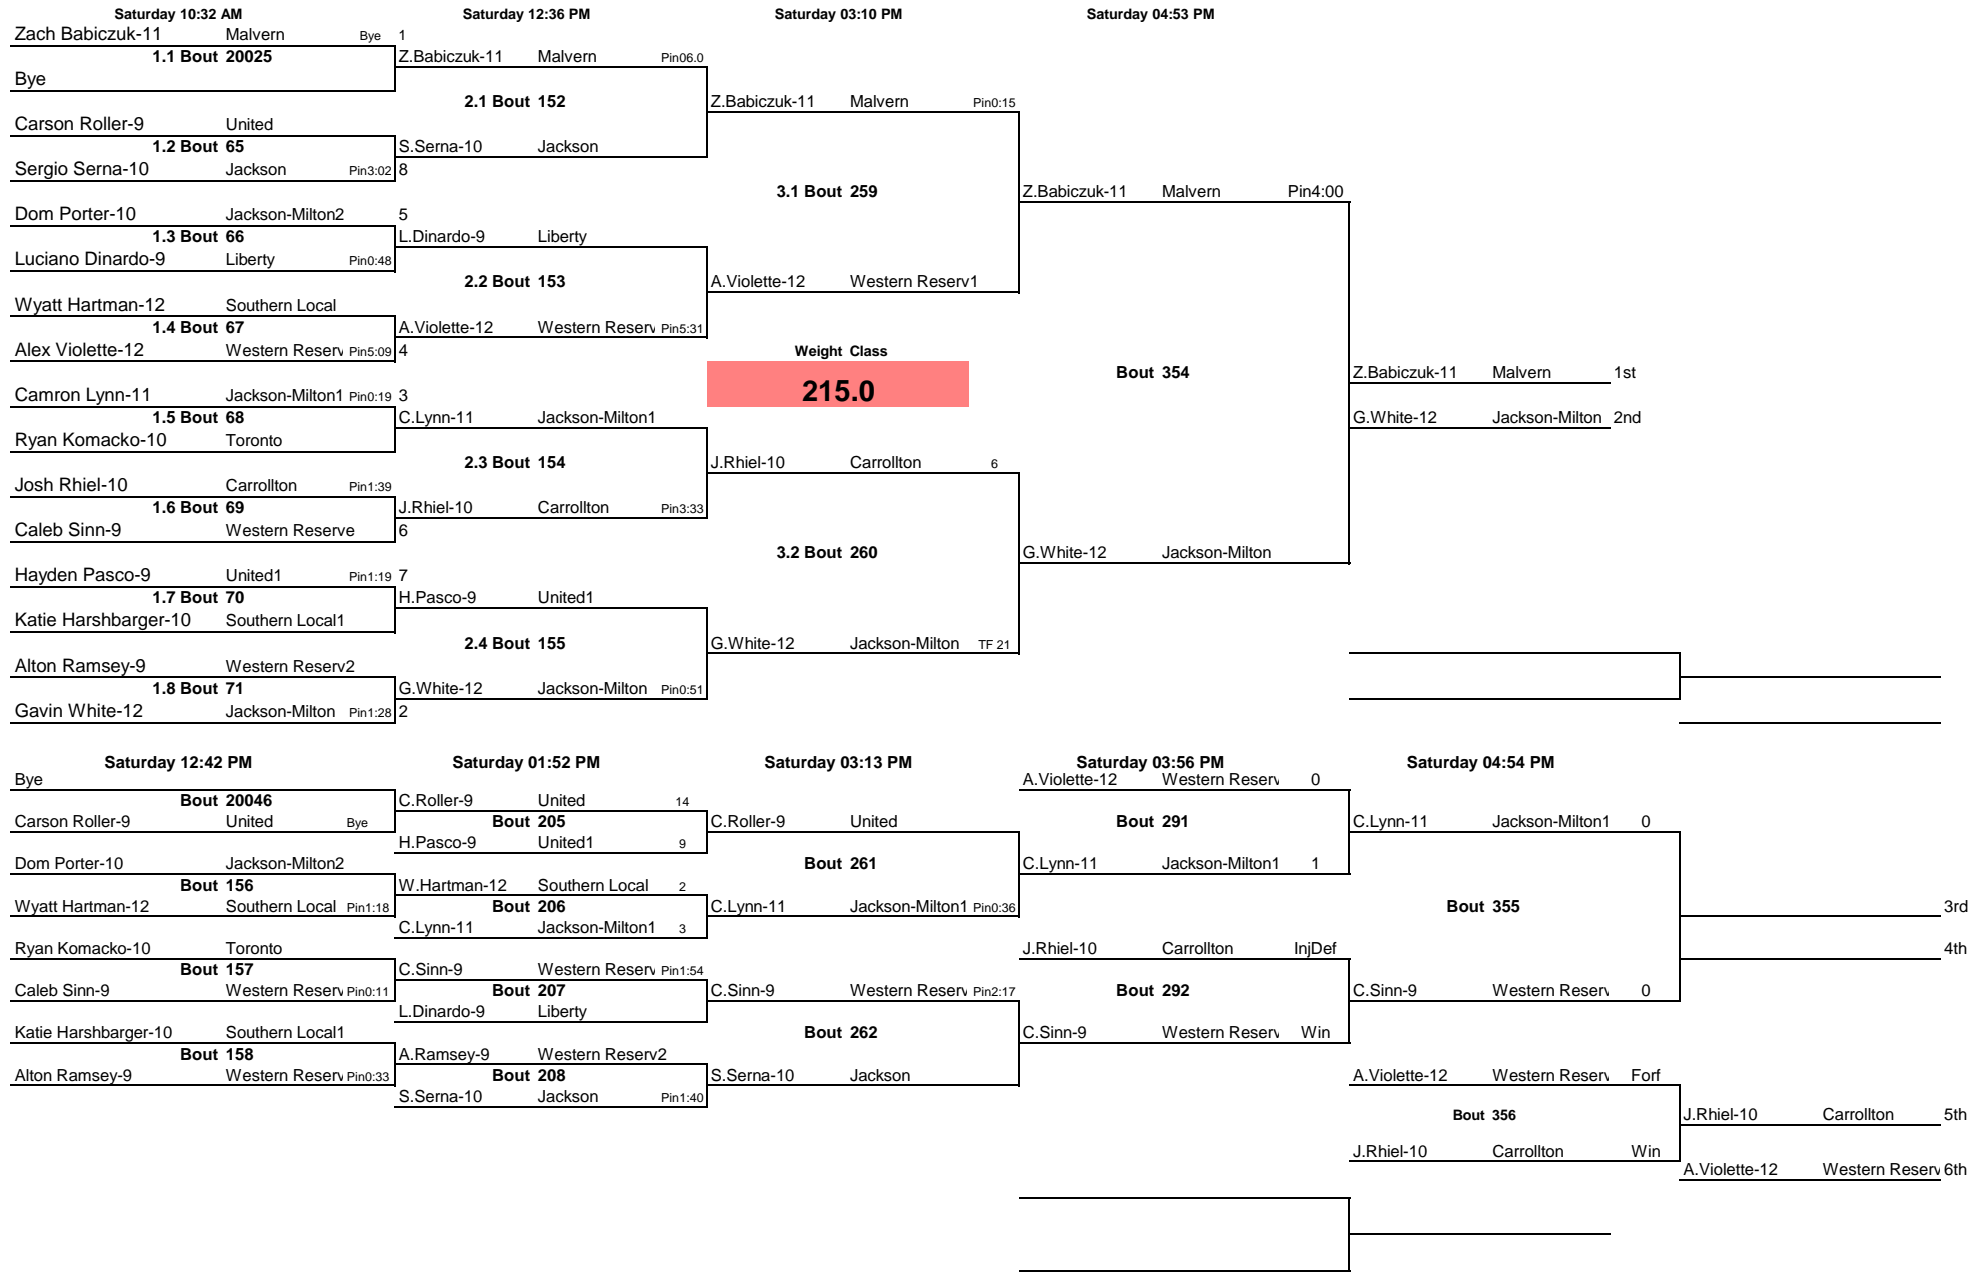 Saturday 10:32 AM Saturday 12:36 PM Saturday 03:10 PM Saturday 04:53 PM
Zach Babiczuk-11 Malvern Bye 1
1.1 Bout 20025 Z.Babiczuk-11 Malvern Pin06.0
Bye
2.1 Bout 152 Z.Babiczuk-11 Malvern Pin0:15
Carson Roller-9 United
1.2 Bout 65 S.Serna-10 Jackson
Sergio Serna-10 Jackson Pin3:02 8
3.1 Bout 259 Z.Babiczuk-11 Malvern Pin4:00
Dom Porter-10 Jackson-Milton2 5
1.3 Bout 66 L.Dinardo-9 Liberty
Luciano Dinardo-9 Liberty Pin0:48
2.2 Bout 153 A.Violette-12 Western Reserv1
Wyatt Hartman-12 Southern Local
1.4 Bout 67 A.Violette-12 Western Reserv Pin5:31
Alex Violette-12 Western Reserv Pin5:09 4 Weight Class
Bout 354 Z.Babiczuk-11 Malvern 1st
Camron Lynn-11 Jackson-Milton1 Pin0:19 3 215.0
1.5 Bout 68 C.Lynn-11 Jackson-Milton1 G.White-12 Jackson-Milton 2nd
Ryan Komacko-10 Toronto
2.3 Bout 154 J.Rhiel-10 Carrollton 6
Josh Rhiel-10 Carrollton Pin1:39
1.6 Bout 69 J.Rhiel-10 Carrollton Pin3:33
Caleb Sinn-9 Western Reserve 6
3.2 Bout 260 G.White-12 Jackson-Milton
Hayden Pasco-9 United1 Pin1:19 7
1.7 Bout 70 H.Pasco-9 United1
Katie Harshbarger-10 Southern Local1
2.4 Bout 155 G.White-12 Jackson-Milton TF 21
Alton Ramsey-9 Western Reserv2
1.8 Bout 71 G.White-12 Jackson-Milton Pin0:51
Gavin White-12 Jackson-Milton Pin1:28 2
Saturday 12:42 PM Saturday 01:52 PM Saturday 03:13 PM Saturday 03:56 PM Saturday 04:54 PM
Bye A.Violette-12 Western Reserv 0
Bout 20046 C.Roller-9 United 14
Carson Roller-9 United Bye Bout 205 C.Roller-9 United Bout 291 C.Lynn-11 Jackson-Milton1 0
H.Pasco-9 United1 9
Dom Porter-10 Jackson-Milton2 Bout 261 C.Lynn-11 Jackson-Milton1 1
Bout 156 W.Hartman-12 Southern Local 2
Wyatt Hartman-12 Southern Local Pin1:18 Bout 206 C.Lynn-11 Jackson-Milton1 Pin0:36 Bout 355 3rd
C.Lynn-11 Jackson-Milton1 3
Ryan Komacko-10 Toronto J.Rhiel-10 Carrollton InjDef 4th
Bout 157 C.Sinn-9 Western Reserv Pin1:54
Caleb Sinn-9 Western Reserv Pin0:11 Bout 207 C.Sinn-9 Western Reserv Pin2:17 Bout 292 C.Sinn-9 Western Reserv 0
L.Dinardo-9 Liberty
Katie Harshbarger-10 Southern Local1 Bout 262 C.Sinn-9 Western Reserv Win
Bout 158 A.Ramsey-9 Western Reserv2
Alton Ramsey-9 Western Reserv Pin0:33 Bout 208 S.Serna-10 Jackson A.Violette-12 Western Reserv Forf
S.Serna-10 Jackson Pin1:40
Bout 356 J.Rhiel-10 Carrollton 5th
J.Rhiel-10 Carrollton Win
A.Violette-12 Western Reserv 6th